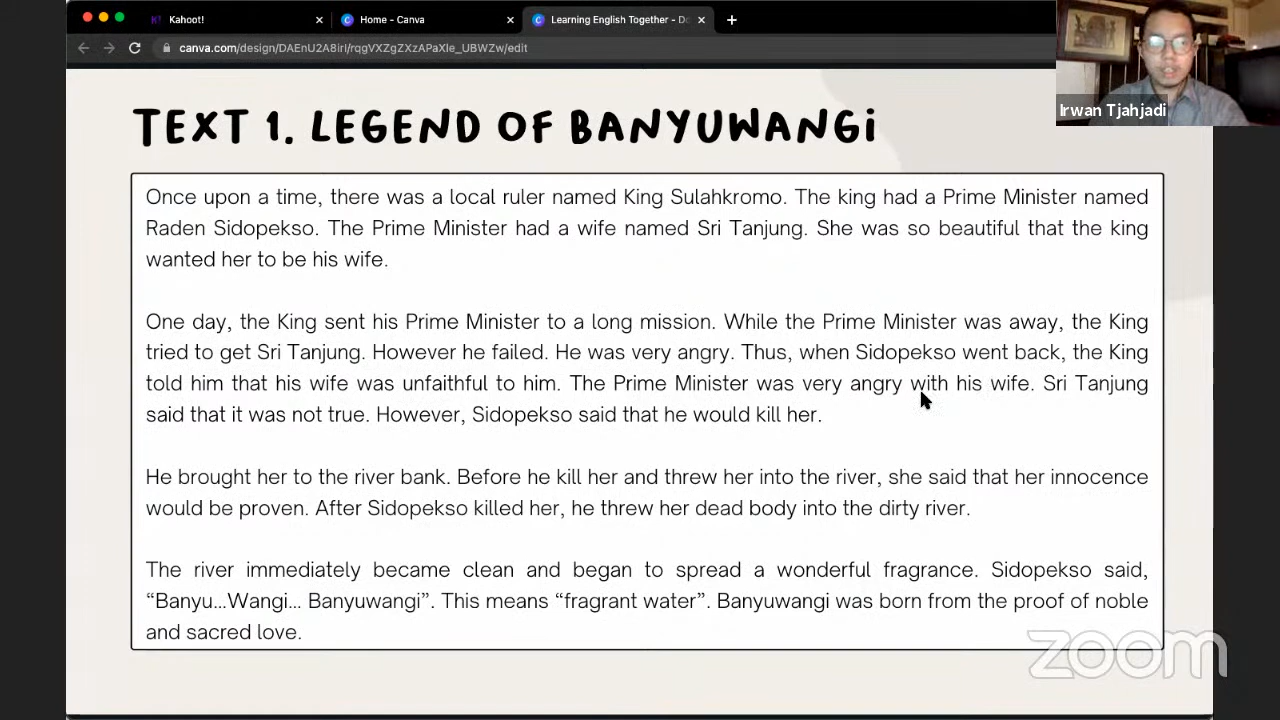 Kahoot!
Home - Canva
Learning English Together - Do
canva.com/design/DAEnU2A8irI/rqgVXZgZXzAPaXle_UBWZw/edit
Irwan Tjahjadi
TEXT 1. LEGEND OF BANYUWANGi
Once upon a time, there was a local ruler named King Sulahkromo. The king had a Prime Minister named
Raden Sidopekso. The Prime Minister had a wife named Sri Tanjung. She was so beautiful that the king
wanted her to be his wife.
One day, the King sent his Prime Minister to a long mission. While the Prime Minister was away, the King
tried to get Sri Tanjung. However he failed. He was very angry. Thus, when Sidopekso went back, the King
told him that his wife was unfaithful to him. The Prime Minister was very angry with his wife. Sri Tanjung
said that it was not true. However, Sidopekso said that he would kill her.
He brought her to the river bank. Before he kill her and threw her into the river, she said that her innocence
would be proven. After Sidopekso killed her, he threw her dead body into the dirty river.
The river immediately became clean and began to spread a wonderful fragrance. Sidopekso said,
“Banyu...Wangi... Banyuwangi”. This means “fragrant water”. Banyuwangi was born from the proof of noble
and sacred love.
zoom